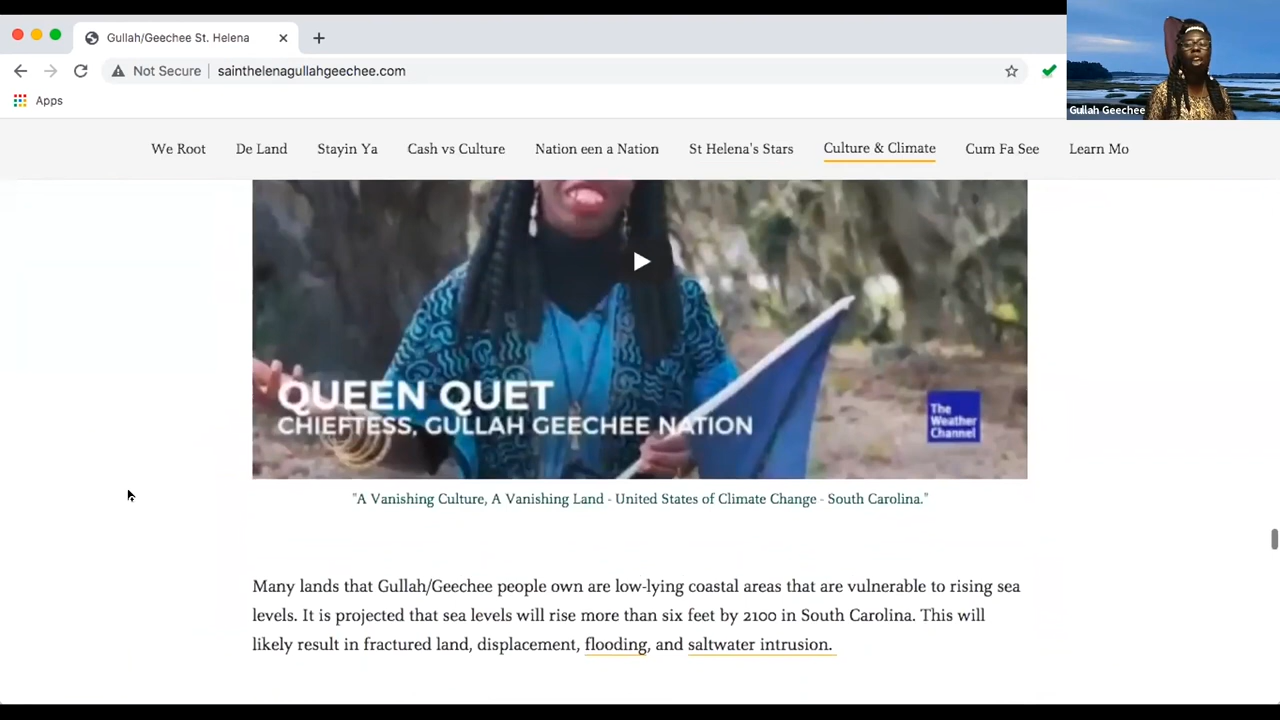 Gullah/Geechee St. Helena
Not Secure
sainthelenagullahgeechee.com
Apps
Gullah Geechee
We Root
De Land
Stayin Ya
Cash vs Culture
Nation een a Nation
St Helena's Stars
Culture & Climate
Cum Fa See
Learn Mo
QUEEN QUET
CHIEFTESS, GULLAH GEECHEE NATION
The
Weather
Channel
"A Vanishing Culture, A Vanishing Land - United States of Climate Change - South Carolina."
Many lands that Gullah/Geechee people own are low-lying coastal areas that are vulnerable to rising sea
levels. It is projected that sea levels will rise more than six feet by 2100 in South Carolina. This will
likely result in fractured land, displacement, flooding, and saltwater intrusion.